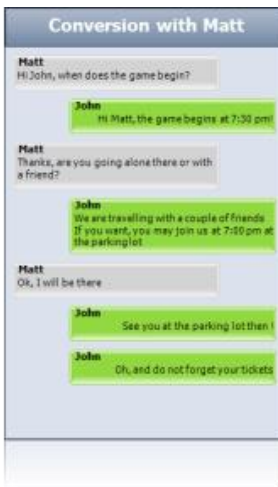 Conversion with Matt
Matt
Hi John, when does the game begin?
John
Hi Matt, the game begins at 7:30 pm!
Matt
Thanks, are you going alone there or with
a friend?
John
We are travelling with a couple of friends
If you want, you may join us at 7:00 pm at
the parking lot
Matt
Ok, I will be there
John
See you at the parking lot then !
John
Oh, and do not forget your tickets